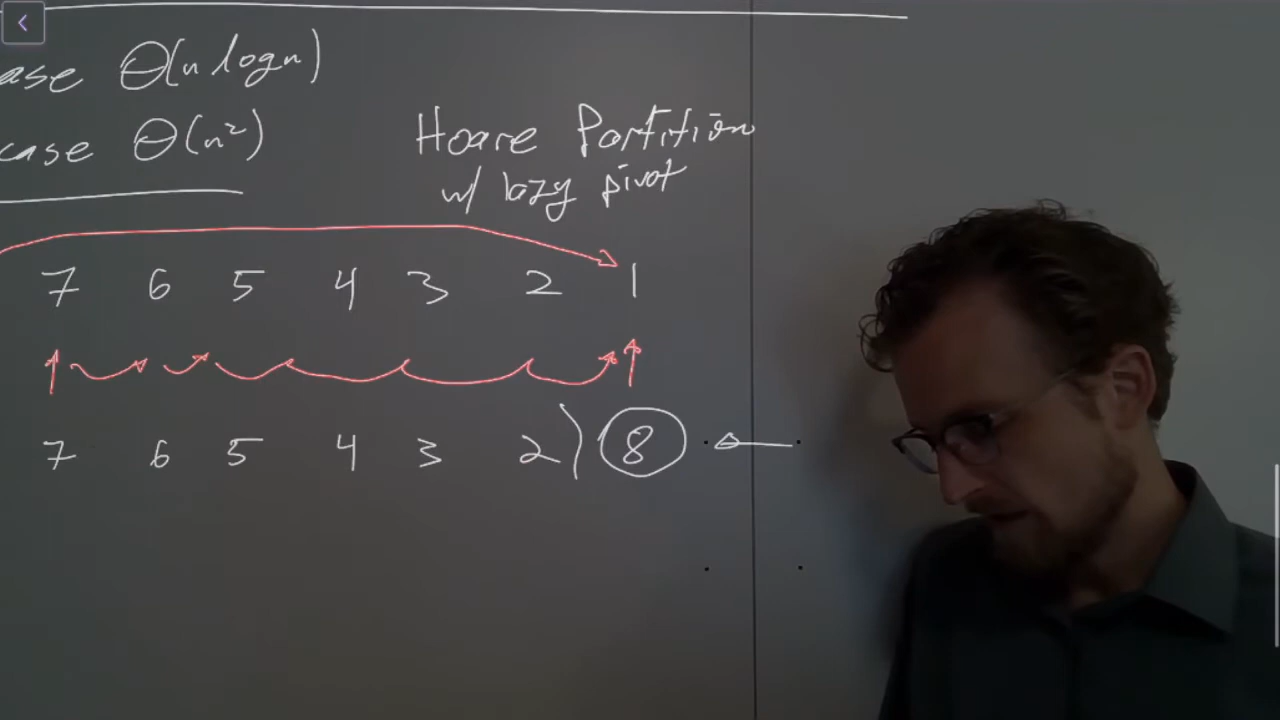 ase Θ(n logn)
case Θ(n²)
Hoare Partition
w/ lazy pivot
7 6 5 4 3 2 1
7 6 5 4 3 2 ) 8